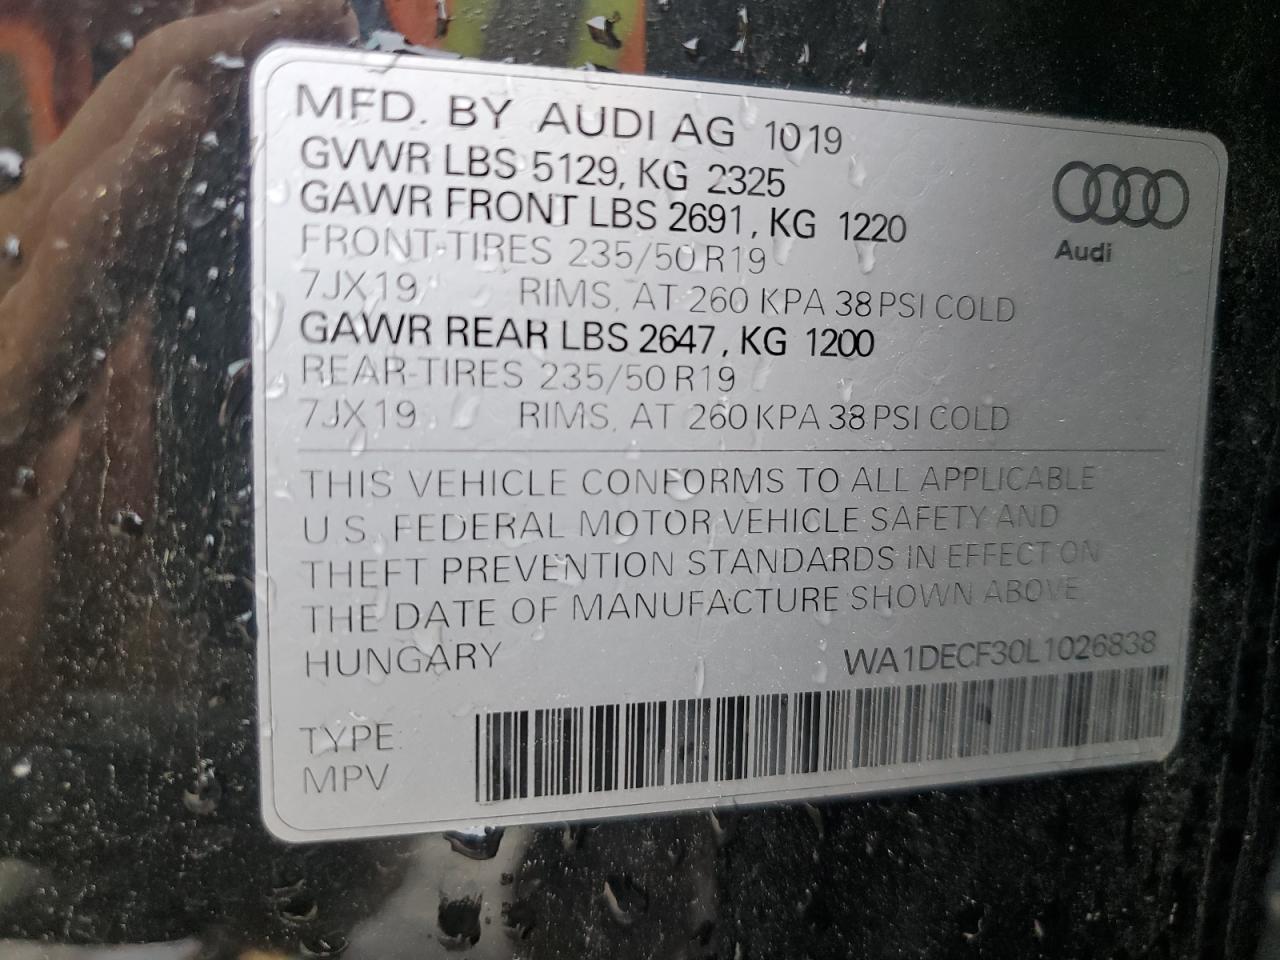 MFD. BY AUDI AG 1019
GVWR LBS 5129, KG 2325
GAWR FRONT LBS 2691, KG 1220
FRONT-TIRES 235/50 R19
7JX19 RIMS, AT 260 KPA 38 PSI COLD
GAWR REAR LBS 2647, KG 1200
REAR-TIRES 235/50 R19
7JX19 RIMS, AT 260 KPA 38 PSI COLD
Audi
THIS VEHICLE CONFORMS TO ALL APPLICABLE
U.S. FEDERAL MOTOR VEHICLE SAFETY AND
THEFT PREVENTION STANDARDS IN EFFECT ON
THE DATE OF MANUFACTURE SHOWN ABOVE
HUNGARY WA1DECF30L1026838
TYPE:
MPV